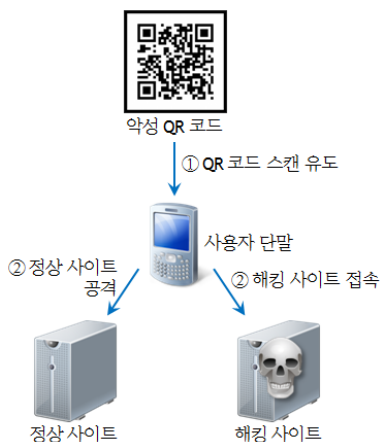 악성 QR 코드
① QR 코드 스캔 유도
사용자 단말
② 정상 사이트
공격
② 해킹 사이트 접속
정상 사이트
해킹 사이트